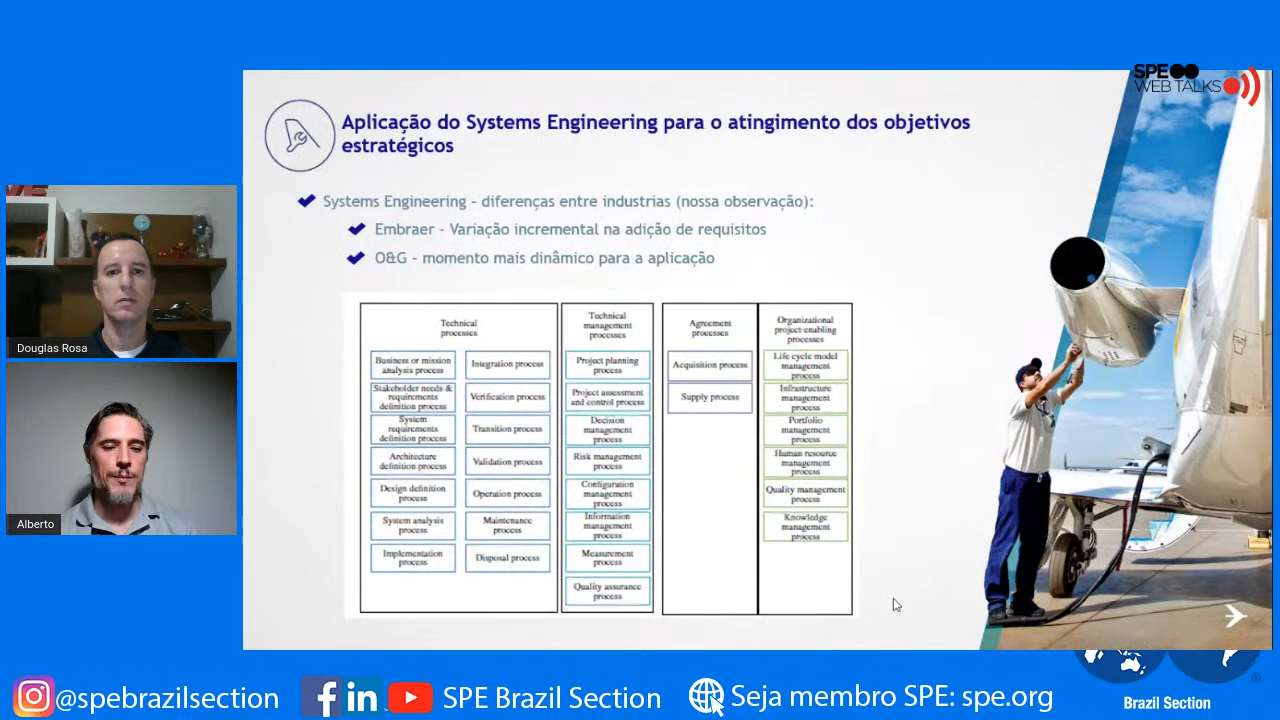 SPE
WEB TALKS
Aplicação do Systems Engineering para o atingimento dos objetivos
estratégicos
Systems Engineering – diferenças entre industrias (nossa observação):
Embraer - Variação incremental na adição de requisitos
O&G – momento mais dinâmico para a aplicação
Technical
processes
Business or mission
analysis process
Stakeholder needs &
requirements
definition process
System
requirements
definition process
Architecture
definition process
Design definition
process
System analysis
process
Implementation
process
Integration process
Verification process
Transition process
Validation process
Operation process
Maintenance
process
Disposal process
Technical
management
processes
Project planning
process
Project assessment
and control process
Decision
management
process
Risk management
process
Configuration
management
process
Information
management
process
Measurement
process
Quality assurance
process
Agreement
processes
Acquisition process
Supply process
Organizational
project-enabling
processes
Life cycle model
management
process
Infrastructure
management
process
Portfolio
management
process
Human resource
management
process
Quality management
process
Knowledge
management
process
Douglas Rosa
Alberto
@spebrazilsection
SPE Brazil Section
Seja membro SPE: spe.org
Brazil Section